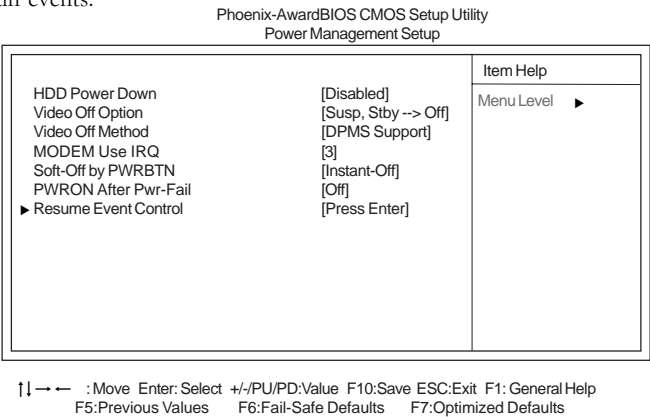 events.
Phoenix-AwardBIOS CMOS Setup Utility
Power Management Setup
Item Help
Menu Level ▶
HDD Power Down [Disabled]
Video Off Option [Susp, Stby --> Off]
Video Off Method [DPMS Support]
MODEM Use IRQ [3]
Soft-Off by PWRBTN [Instant-Off]
PWRON After Pwr-Fail [Off]
▶ Resume Event Control [Press Enter]
↑↓→← : Move Enter: Select +/-/PU/PD:Value F10:Save ESC:Exit F1: General Help
F5:Previous Values F6:Fail-Safe Defaults F7:Optimized Defaults